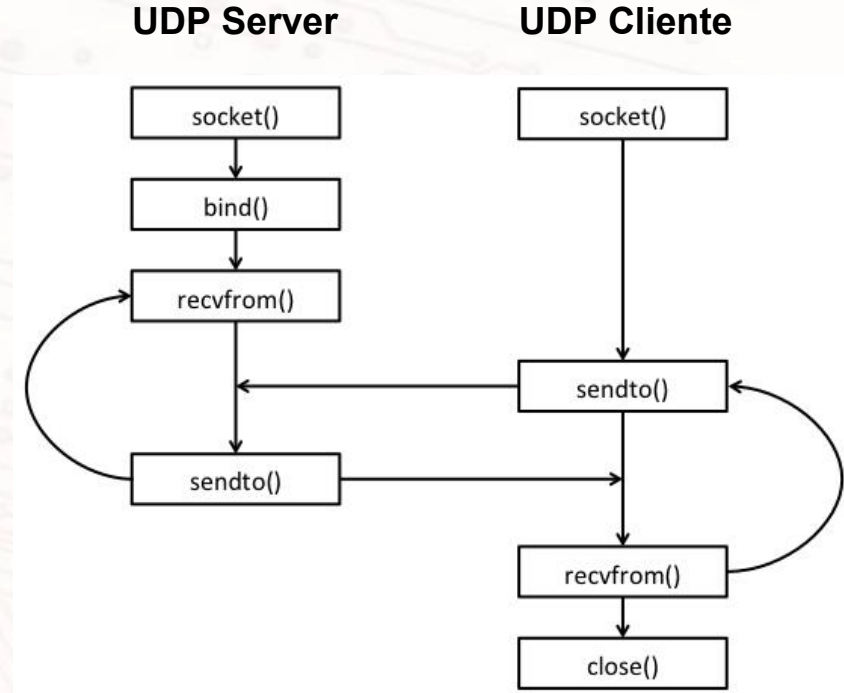 UDP Server
UDP Cliente
socket()
socket()
bind()
recvfrom()
sendto()
sendto()
recvfrom()
close()